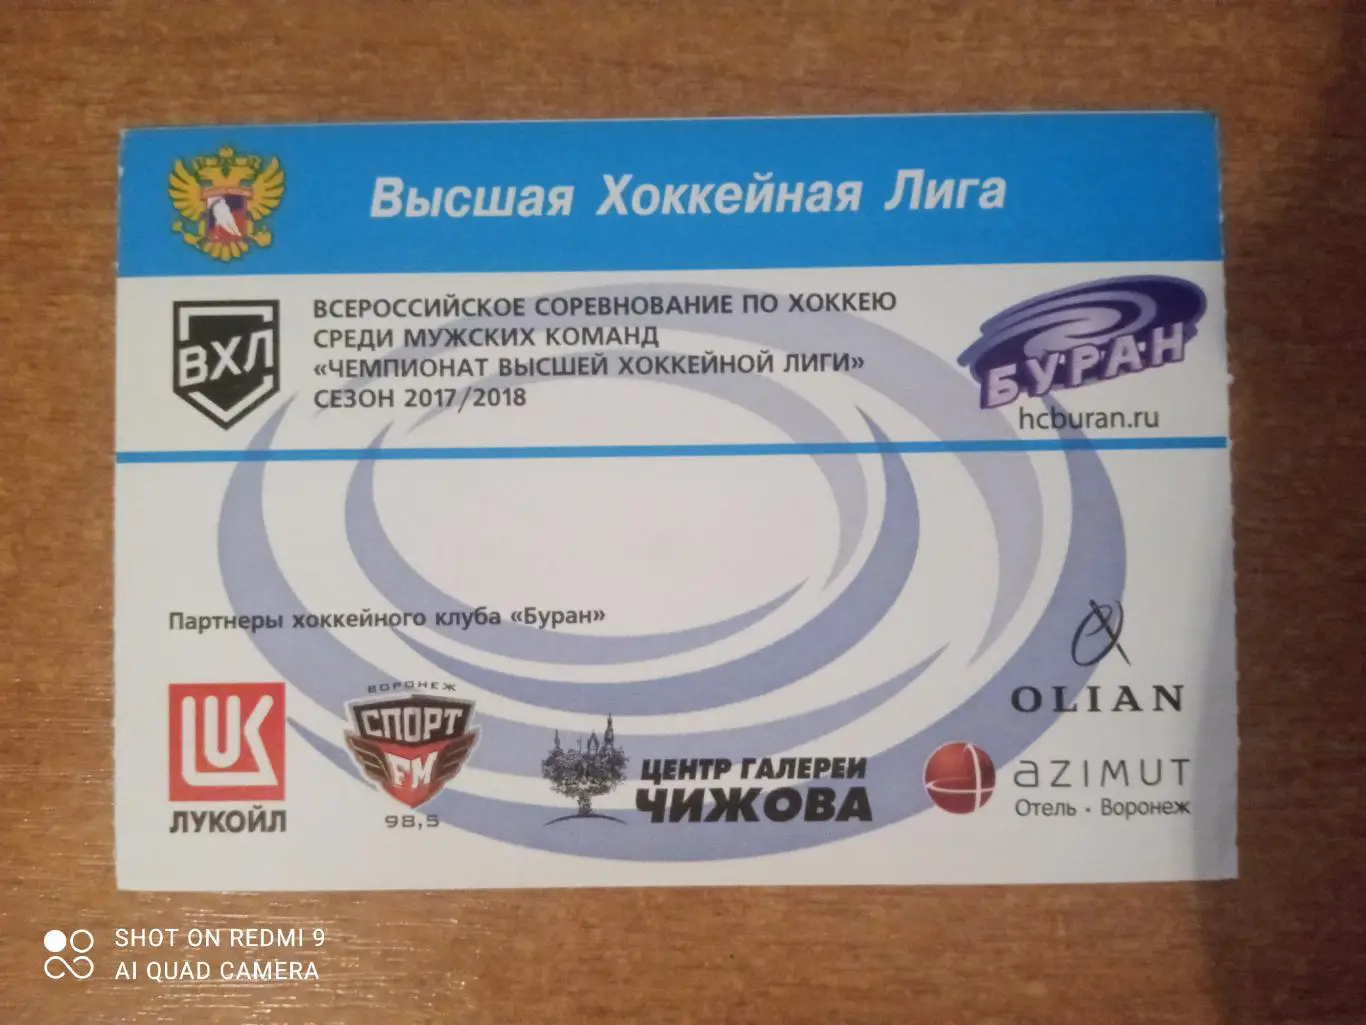 Высшая Хоккейная Лига
ВХЛ
ВСЕРОССИЙСКОЕ СОРЕВНОВАНИЕ ПО ХОККЕЮ
СРЕДИ МУЖСКИХ КОМАНД
«ЧЕМПИОНАТ ВЫСШЕЙ ХОККЕЙНОЙ ЛИГИ»
СЕЗОН 2017/2018
БУРАН
hcburan.ru
Партнеры хоккейного клуба «Буран»
LUK
ЛУКОЙЛ
ВОРОНЕЖ
СПОРТ
FM
98,5
ЦЕНТР ГАЛЕРЕИ
ЧИЖОВА
OLIAN
AZIMUT
Отель · Воронеж
SHOT ON REDMI 9
AI QUAD CAMERA